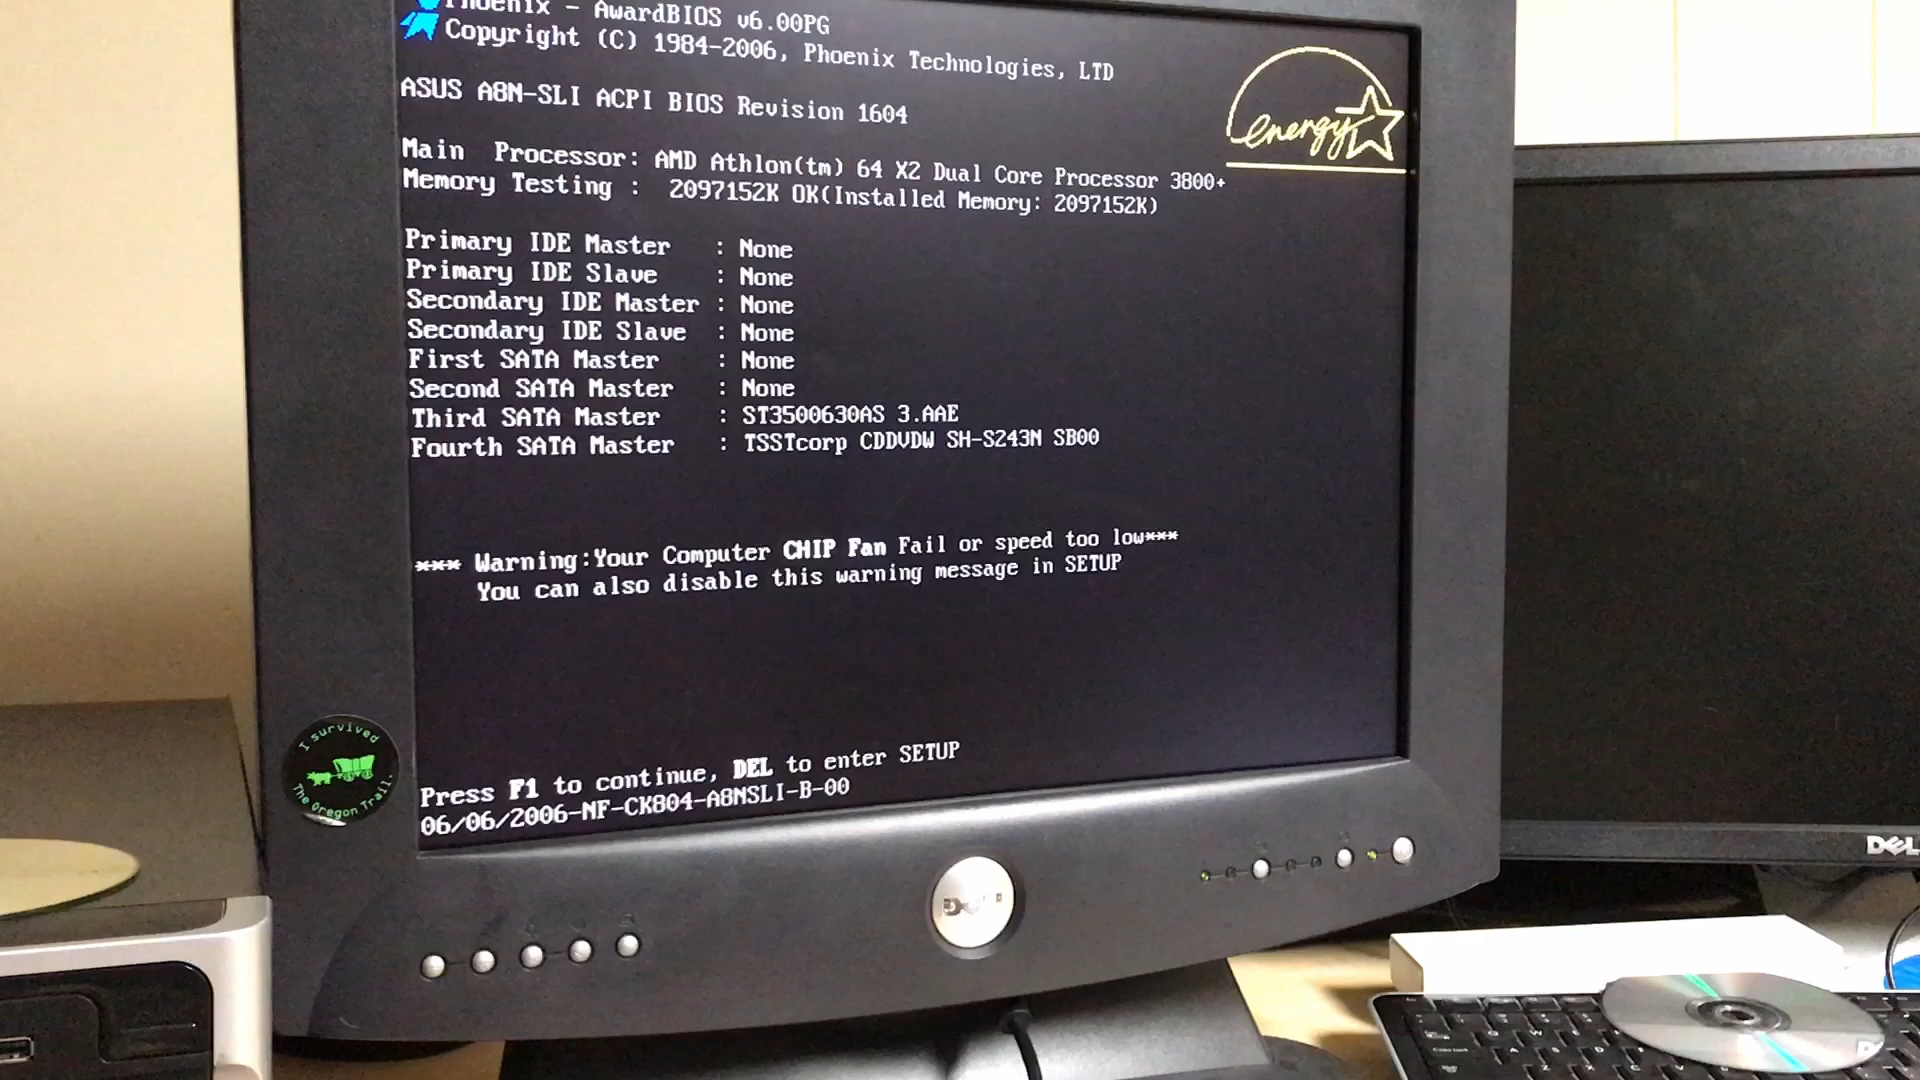 Phoenix - AwardBIOS v6.00PG
Copyright (C) 1984-2006, Phoenix Technologies, LTD
energy
ASUS A8N-SLI ACPI BIOS Revision 1604
Main Processor: AMD Athlon(tm) 64 X2 Dual Core Processor 3800+
Memory Testing : 2097152K OK(Installed Memory: 2097152K)
Primary IDE Master : None
Primary IDE Slave : None
Secondary IDE Master : None
Secondary IDE Slave : None
First SATA Master : None
Second SATA Master : None
Third SATA Master : ST3500630AS 3.AAE
Fourth SATA Master : TSSTcorp CDDVDW SH-S243N SB00
*** Warning:Your Computer CHIP Fan Fail or speed too low***
You can also disable this warning message in SETUP
Press F1 to continue, DEL to enter SETUP
06/06/2006-NF-CK804-A8NSLI-B-00
I survived
The Oregon Trail.
DELL
DEL